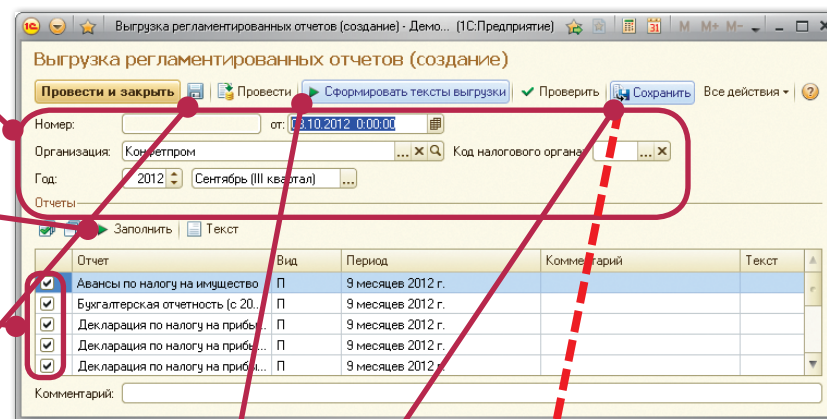 1С Выгрузка регламентированных отчетов (создание) - Демо... (1С:Предприятие) 31 M M+ M-
Выгрузка регламентированных отчетов (создание)
Провести и закрыть Провести Сформировать тексты выгрузки Проверить Сохранить Все действия ?
Номер: от: .10.2012 0:00:00
Организация: Конфетпром ... x Код налогового органа: ... x
Год: 2012 Сентябрь (III квартал) ...
Отчеты
Заполнить Текст
Отчет Вид Период Комментарий Текст
Авансы по налогу на имущество П 9 месяцев 2012 г.
Бухгалтерская отчетность (с 20... П 9 месяцев 2012 г.
Декларация по налогу на прибы... П 9 месяцев 2012 г.
Декларация по налогу на прибы... П 9 месяцев 2012 г.
Декларация по налогу на прибы... П 9 месяцев 2012 г.
Комментарий: